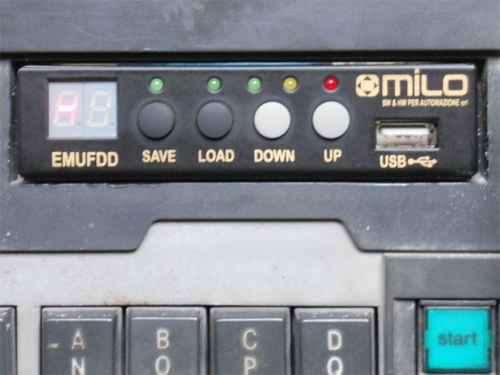 MILO
SW & HW PER AUTOMAZIONE srl
EMUFDD SAVE LOAD DOWN UP USB
A B C D start
N O P Q